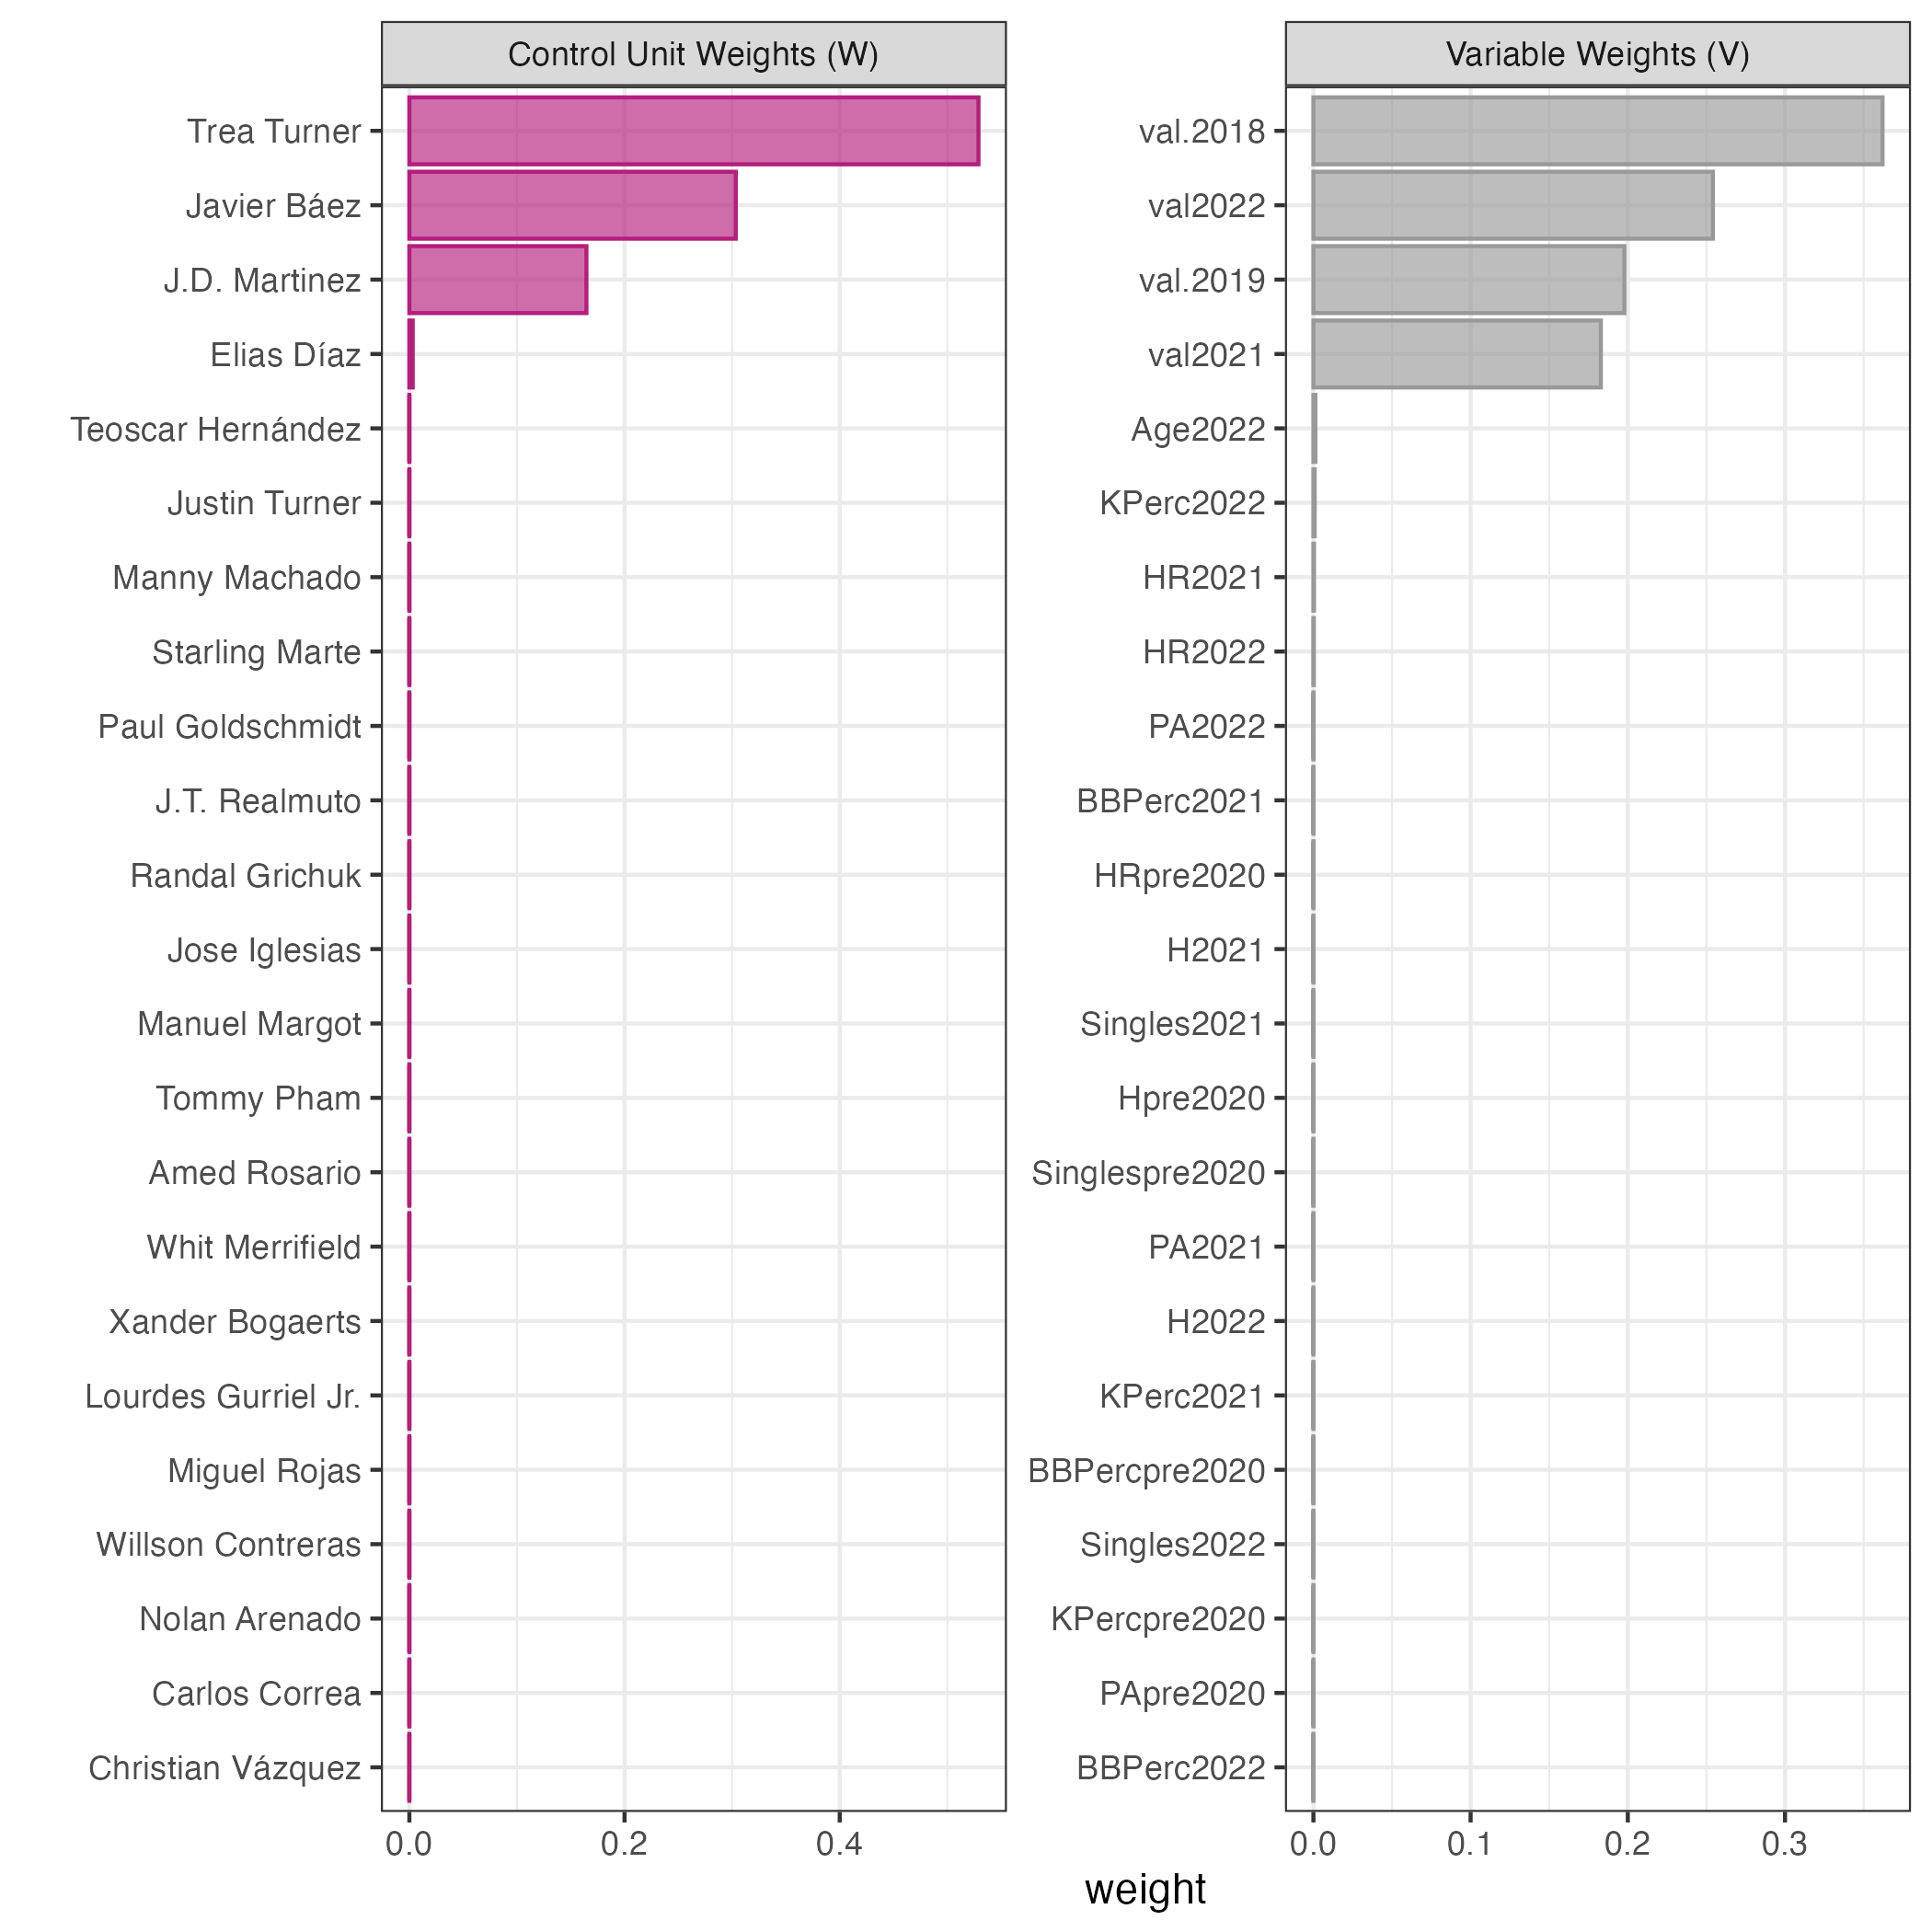 Control Unit Weights (W)
Trea Turner
Javier Báez
J.D. Martinez
Elias Díaz
Teoscar Hernández
Justin Turner
Manny Machado
Starling Marte
Paul Goldschmidt
J.T. Realmuto
Randal Grichuk
Jose Iglesias
Manuel Margot
Tommy Pham
Amed Rosario
Whit Merrifield
Xander Bogaerts
Lourdes Gurriel Jr.
Miguel Rojas
Willson Contreras
Nolan Arenado
Carlos Correa
Christian Vázquez
0.0 0.2 0.4
Variable Weights (V)
val.2018
val2022
val.2019
val2021
Age2022
KPerc2022
HR2021
HR2022
PA2022
BBPerc2021
HRpre2020
H2021
Singles2021
Hpre2020
Singlespre2020
PA2021
H2022
KPerc2021
BBPercpre2020
Singles2022
KPercpre2020
PApre2020
BBPerc2022
0.0 0.1 0.2 0.3
weight